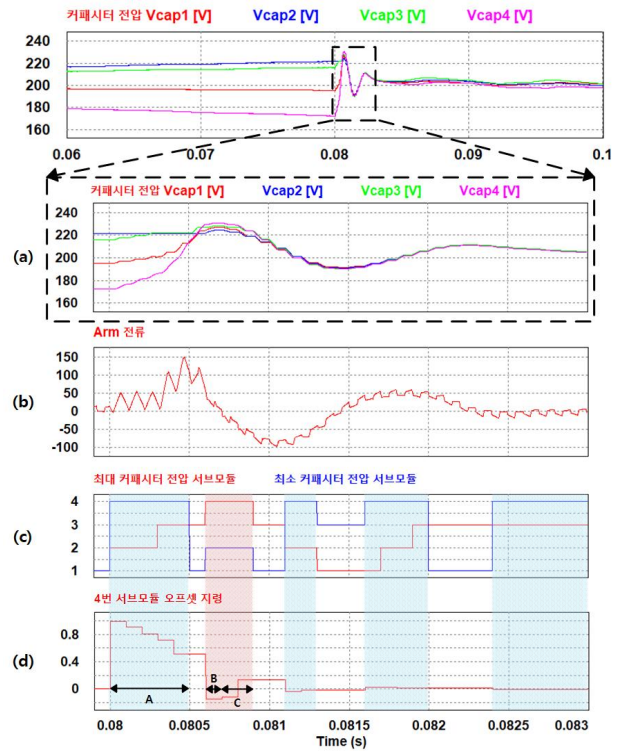 커패시터 전압 Vcap1 [V] Vcap2 [V] Vcap3 [V] Vcap4 [V]
240
220
200
180
160
0.06 0.07 0.08 0.09 0.1
커패시터 전압 Vcap1 [V] Vcap2 [V] Vcap3 [V] Vcap4 [V]
240
220
200
180
160
(a)
Arm 전류
150
100
50
0
-50
-100
(b)
최대 커패시터 전압 서브모듈 최소 커패시터 전압 서브모듈
4
3
2
1
(c)
4번 서브모듈 오프셋 지령
0.8
0.4
0
(d)
A
B
C
0.08 0.0805 0.081 0.0815 0.082 0.0825 0.083
Time (s)